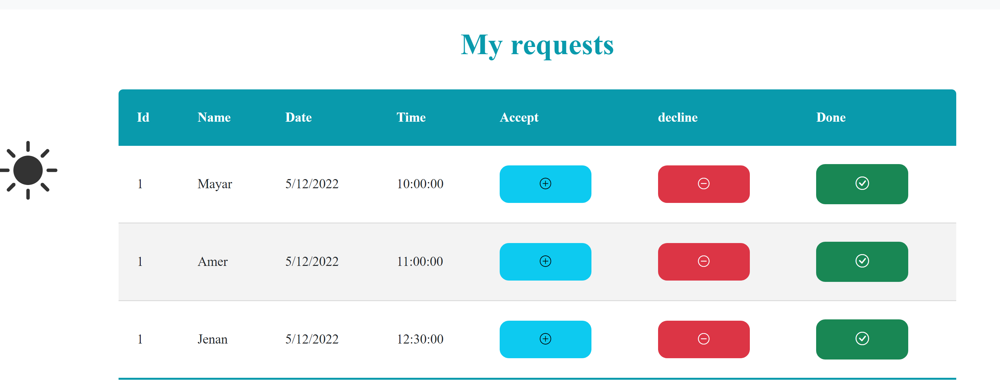 My requests
Id Name Date Time Accept decline Done
1 Mayar 5/12/2022 10:00:00
1 Amer 5/12/2022 11:00:00
1 Jenan 5/12/2022 12:30:00